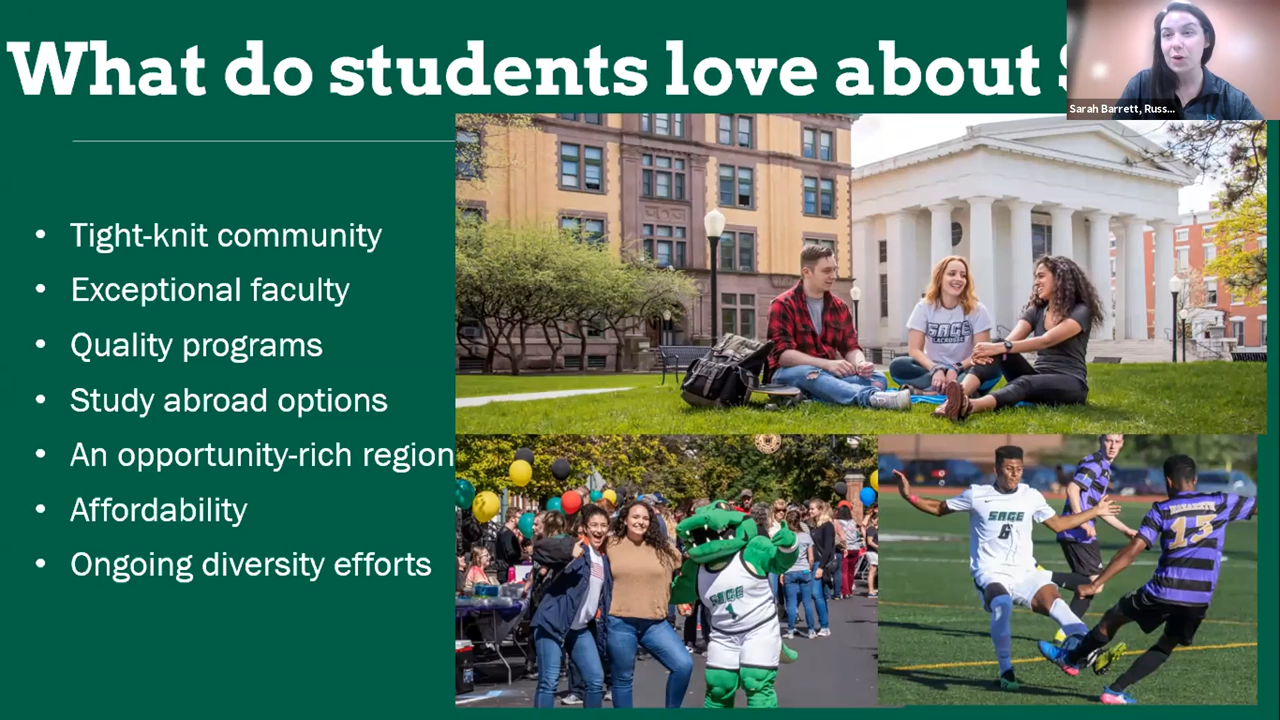 What do students love about
Sarah Barrett, Russ...
• Tight-knit community
• Exceptional faculty
• Quality programs
• Study abroad options
• An opportunity-rich region
• Affordability
• Ongoing diversity efforts
SAGE
LACROSSE
SAGE
1
SAGE
6
NAZARETH
13